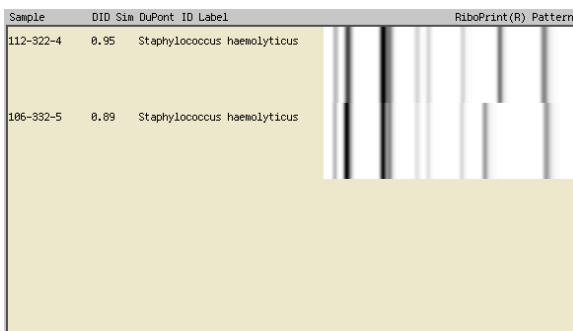 Sample DID Sim DuPont ID Label RiboPrint(R) Pattern
112-322-4 0.95 Staphylococcus haemolyticus
106-332-5 0.89 Staphylococcus haemolyticus